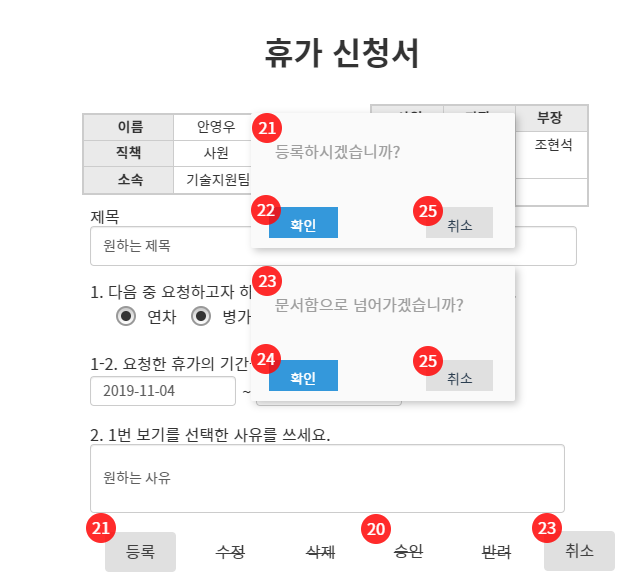 휴가 신청서
부장
이름 안영우
조현석
직책 사원
소속 기술지원팀
21
등록하시겠습니까?
22 확인 25 취소
제목
원하는 제목
23
문서함으로 넘어가겠습니까?
24 확인 25 취소
1. 다음 중 요청하고자 하
연차 병가
1-2. 요청한 휴가의 기간
2019-11-04 ~
2. 1번 보기를 선택한 사유를 쓰세요.
원하는 사유
21 20 23
등록 수정 삭제 승인 반려 취소